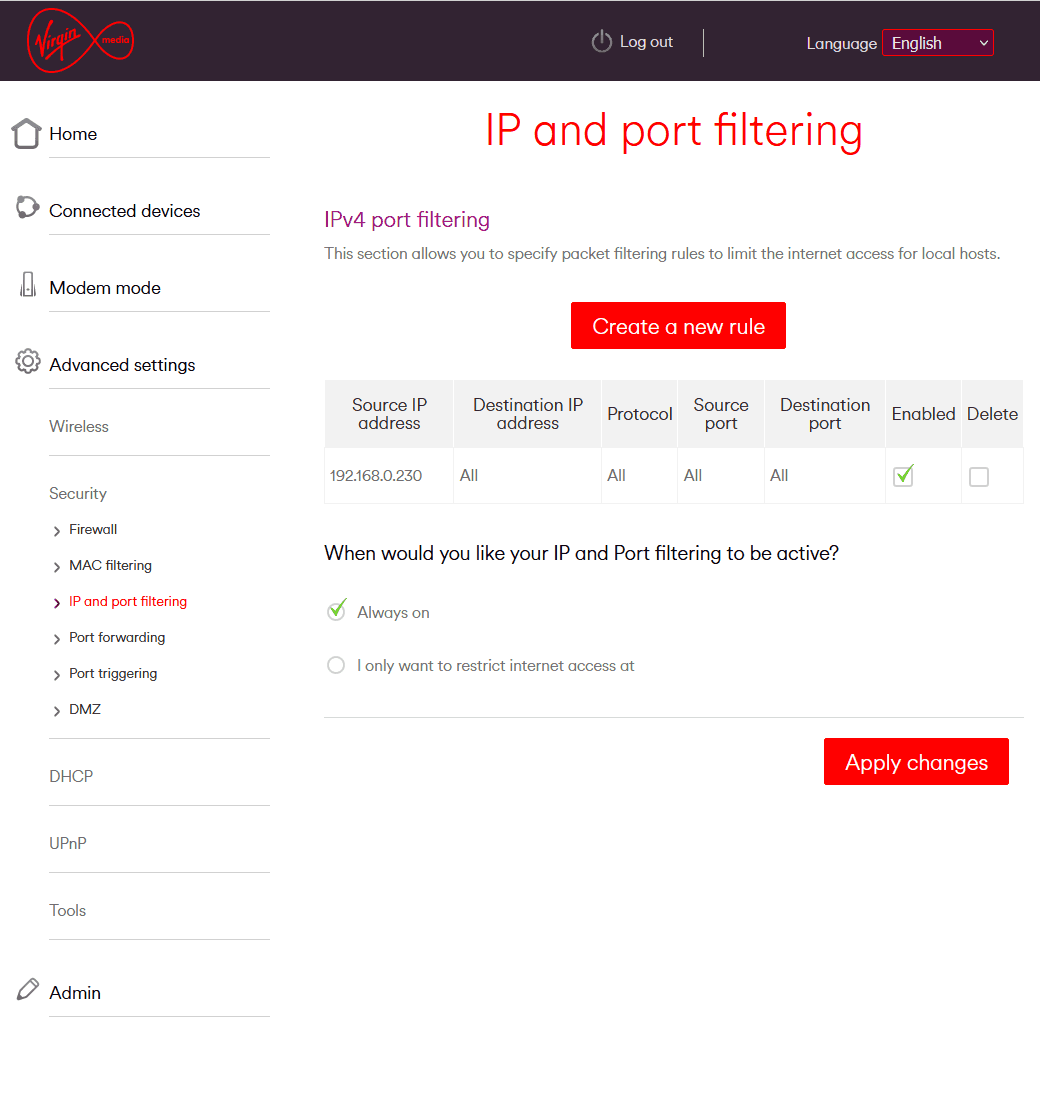 Virgin media
Log out
Language English
Home
Connected devices
Modem mode
Advanced settings
Wireless
Security
Firewall
MAC filtering
IP and port filtering
Port forwarding
Port triggering
DMZ
DHCP
UPnP
Tools
Admin
IP and port filtering
IPv4 port filtering
This section allows you to specify packet filtering rules to limit the internet access for local hosts.
Create a new rule
Source IP address Destination IP address Protocol Source port Destination port Enabled Delete
192.168.0.230 All All All All
When would you like your IP and Port filtering to be active?
Always on
I only want to restrict internet access at
Apply changes